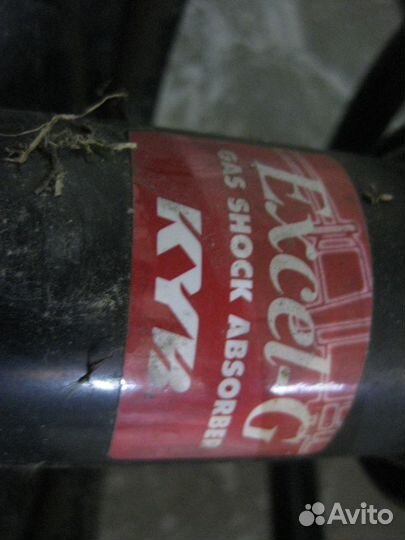 KYB
GAS SHOCK ABSORBER
Excel-G
Avito